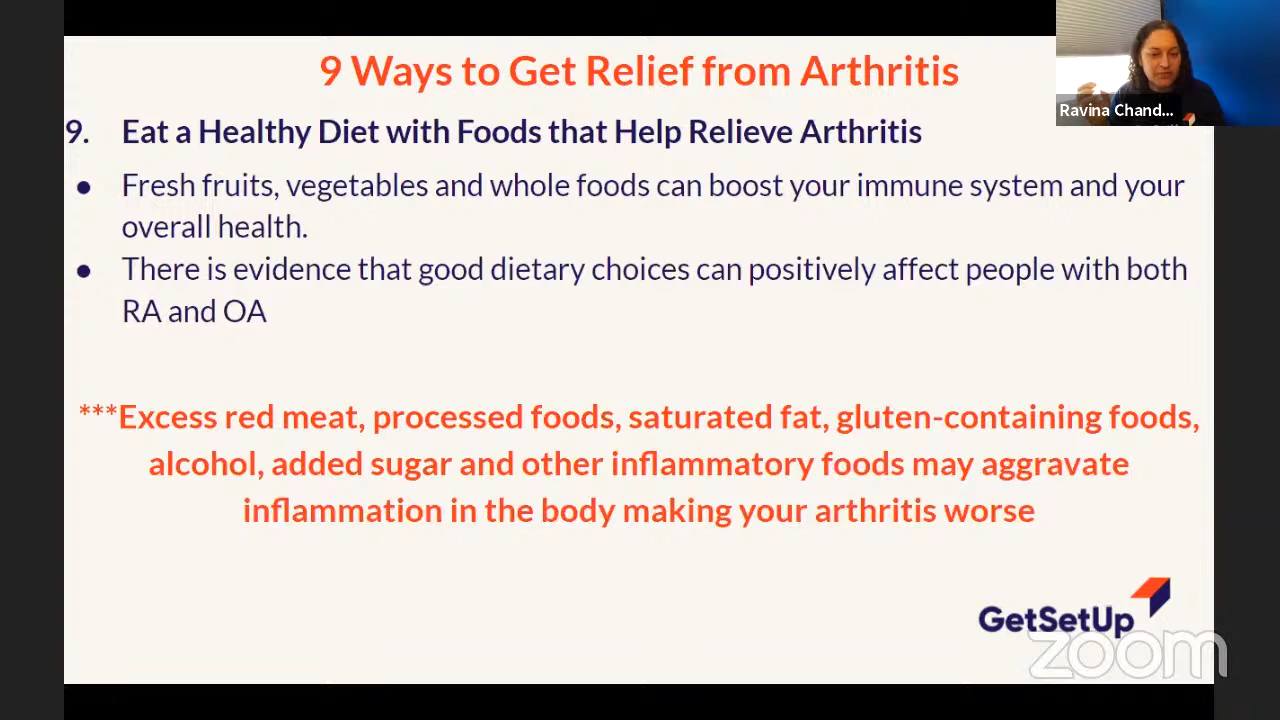 9 Ways to Get Relief from Arthritis
Ravina Chand...
9. Eat a Healthy Diet with Foods that Help Relieve Arthritis
● Fresh fruits, vegetables and whole foods can boost your immune system and your
overall health.
● There is evidence that good dietary choices can positively affect people with both
RA and OA
***Excess red meat, processed foods, saturated fat, gluten-containing foods,
alcohol, added sugar and other inflammatory foods may aggravate
inflammation in the body making your arthritis worse
GetSetUp
zoom